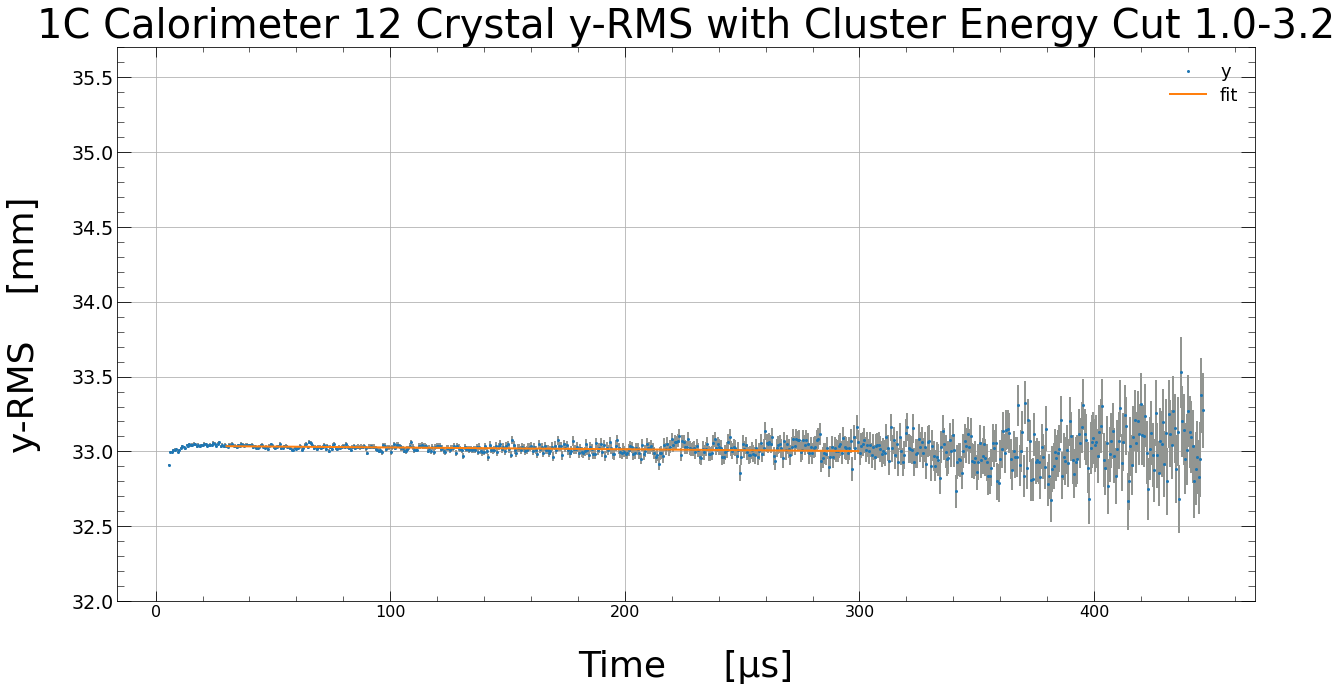 1C Calorimeter 12 Crystal y-RMS with Cluster Energy Cut 1.0-3.2
y
fit
35.5
35.0
34.5
34.0
33.5
33.0
32.5
32.0
y-RMS [mm]
0 100 200 300 400
Time [μs]